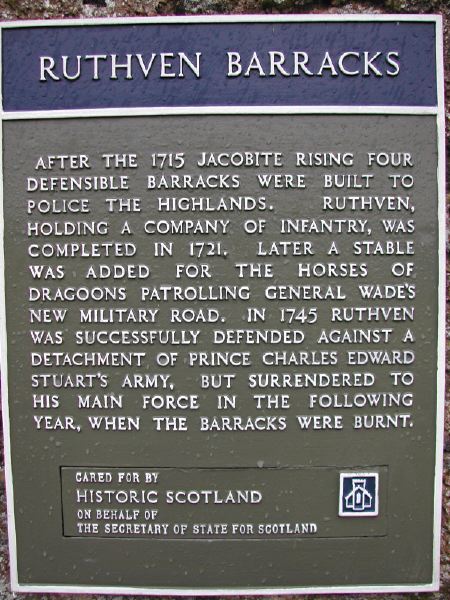 RUTHVEN BARRACKS
AFTER THE 1715 JACOBITE RISING FOUR
DEFENSIBLE BARRACKS WERE BUILT TO
POLICE THE HIGHLANDS. RUTHVEN,
HOLDING A COMPANY OF INFANTRY, WAS
COMPLETED IN 1721. LATER A STABLE
WAS ADDED FOR THE HORSES OF
DRAGOONS PATROLLING GENERAL WADE'S
NEW MILITARY ROAD. IN 1745 RUTHVEN
WAS SUCCESSFULLY DEFENDED AGAINST A
DETACHMENT OF PRINCE CHARLES EDWARD
STUART'S ARMY, BUT SURRENDERED TO
HIS MAIN FORCE IN THE FOLLOWING
YEAR, WHEN THE BARRACKS WERE BURNT.
CARED FOR BY
HISTORIC SCOTLAND
ON BEHALF OF
THE SECRETARY OF STATE FOR SCOTLAND